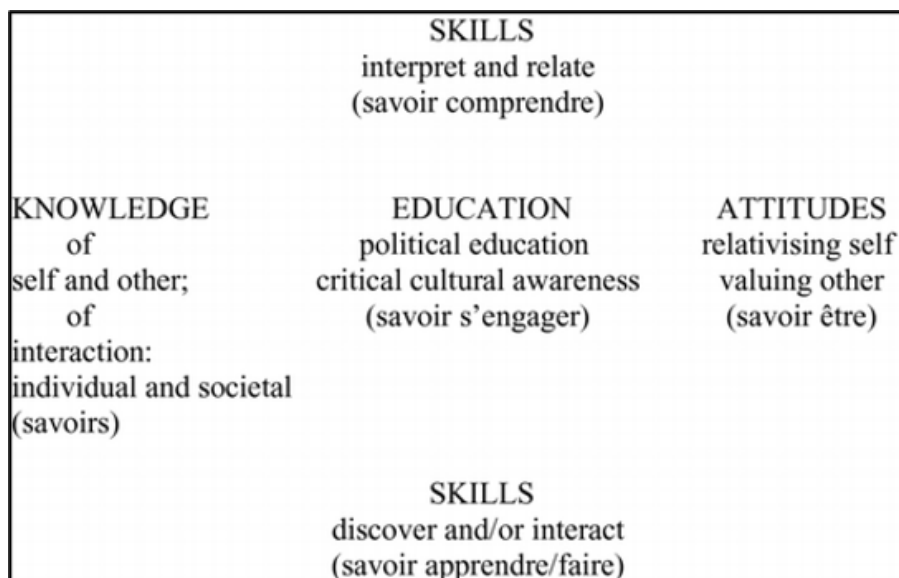 SKILLS
interpret and relate
(savoir comprendre)
KNOWLEDGE
of
self and other;
of
interaction:
individual and societal
(savoirs)
EDUCATION
political education
critical cultural awareness
(savoir s'engager)
ATTITUDES
relativising self
valuing other
(savoir être)
SKILLS
discover and/or interact
(savoir apprendre/faire)